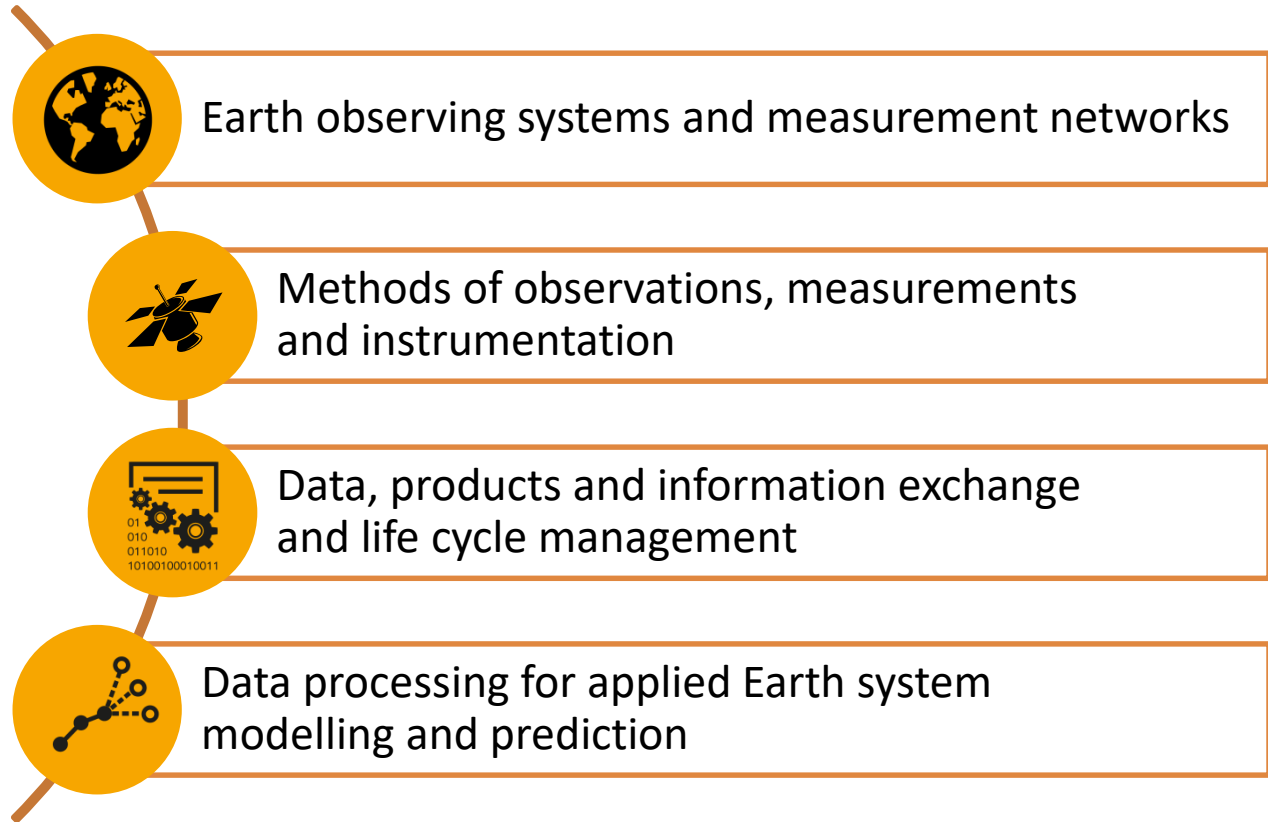 Earth observing systems and measurement networks
Methods of observations, measurements
and instrumentation
Data, products and information exchange
and life cycle management
01
010
011010
10100100010011
Data processing for applied Earth system
modelling and prediction